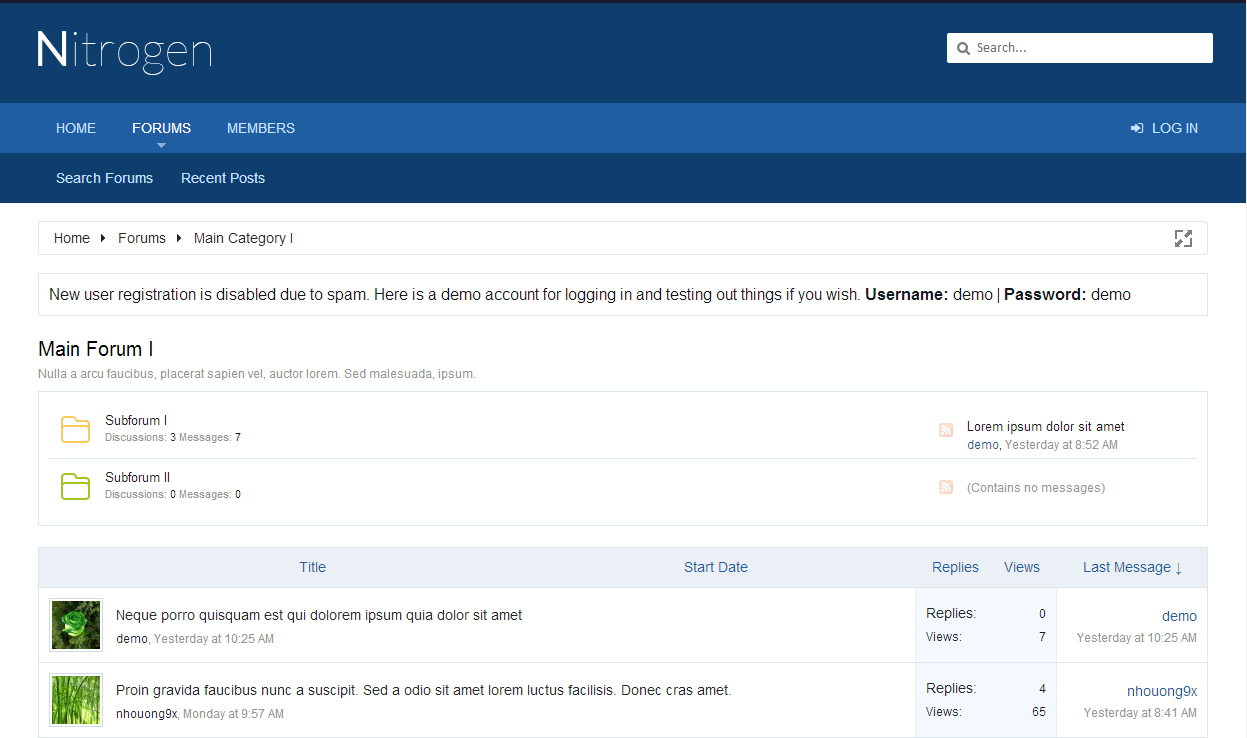 Nitrogen
Search...
HOME FORUMS MEMBERS LOG IN
Search Forums Recent Posts
Home Forums Main Category I
New user registration is disabled due to spam. Here is a demo account for logging in and testing out things if you wish. Username: demo | Password: demo
Main Forum I
Nulla a arcu faucibus, placerat sapien vel, auctor lorem. Sed malesuada, ipsum.
Subforum I
Discussions: 3 Messages: 7
Lorem ipsum dolor sit amet
demo, Yesterday at 8:52 AM
Subforum II
Discussions: 0 Messages: 0
(Contains no messages)
Title Start Date Replies Views Last Message ↓
Neque porro quisquam est qui dolorem ipsum quia dolor sit amet
demo, Yesterday at 10:25 AM
Replies: 0
Views: 7
demo
Yesterday at 10:25 AM
Proin gravida faucibus nunc a suscipit. Sed a odio sit amet lorem luctus facilisis. Donec cras amet.
nhouong9x, Monday at 9:57 AM
Replies: 4
Views: 65
nhouong9x
Yesterday at 8:41 AM